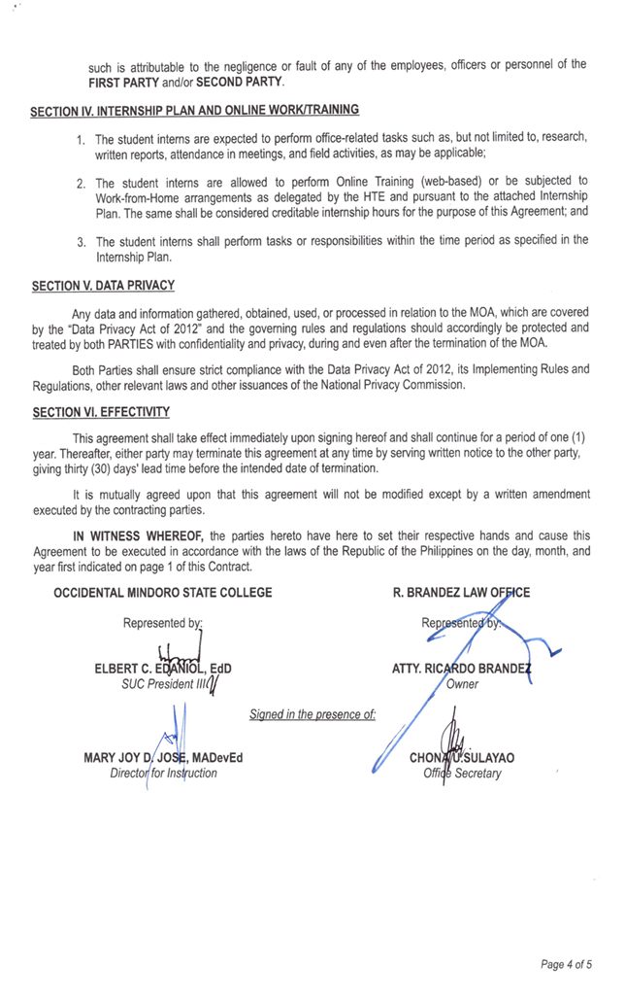 such is attributable to the negligence or fault of any of the employees, officers or personnel of the
FIRST PARTY and/or SECOND PARTY.
SECTION IV. INTERNSHIP PLAN AND ONLINE WORK/TRAINING
1. The student interns are expected to perform office-related tasks such as, but not limited to, research,
written reports, attendance in meetings, and field activities, as may be applicable;
2. The student interns are allowed to perform Online Training (web-based) or be subjected to
Work-from-Home arrangements as delegated by the HTE and pursuant to the attached Internship
Plan. The same shall be considered creditable internship hours for the purpose of this Agreement; and
3. The student interns shall perform tasks or responsibilities within the time period as specified in the
Internship Plan.
SECTION V. DATA PRIVACY
Any data and information gathered, obtained, used, or processed in relation to the MOA, which are covered
by the “Data Privacy Act of 2012” and the governing rules and regulations should accordingly be protected and
treated by both PARTIES with confidentiality and privacy, during and even after the termination of the MOA.
Both Parties shall ensure strict compliance with the Data Privacy Act of 2012, its Implementing Rules and
Regulations, other relevant laws and other issuances of the National Privacy Commission.
SECTION VI. EFFECTIVITY
This agreement shall take effect immediately upon signing hereof and shall continue for a period of one (1)
year. Thereafter, either party may terminate this agreement at any time by serving written notice to the other party,
giving thirty (30) days' lead time before the intended date of termination.
It is mutually agreed upon that this agreement will not be modified except by a written amendment
executed by the contracting parties.
IN WITNESS WHEREOF, the parties hereto have here to set their respective hands and cause this
Agreement to be executed in accordance with the laws of the Republic of the Philippines on the day, month, and
year first indicated on page 1 of this Contract.
OCCIDENTAL MINDORO STATE COLLEGE
Represented by:
ELBERT C. EDANIOL, EdD
SUC President III
R. BRANDEZ LAW OFFICE
Represented by:
ATTY. RICARDO BRANDEZ
Owner
Signed in the presence of:
MARY JOY D. JOSE, MADevEd
Director for Instruction
CHONA U. SULAYAO
Office Secretary
Page 4 of 5